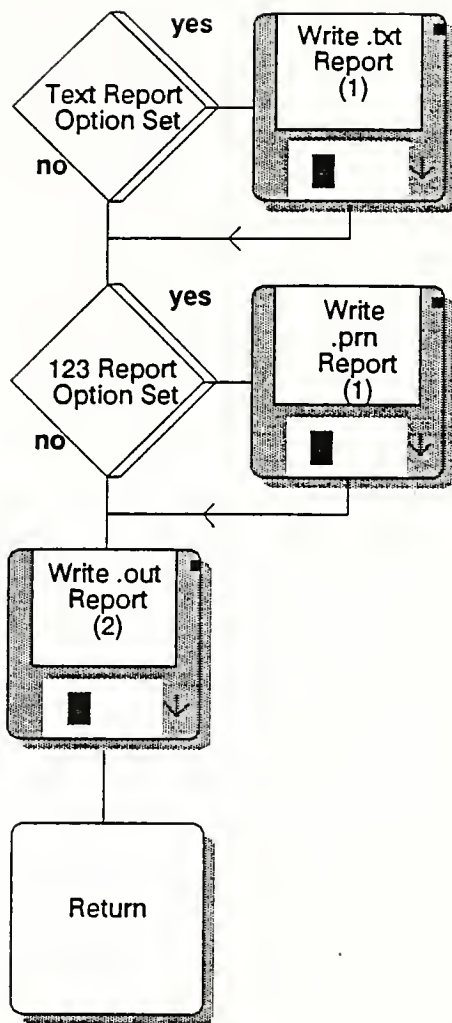 yes
Write .txt
Report
(1)
Text Report
Option Set
no
yes
Write
.prn
Report
(1)
123 Report
Option Set
no
Write .out
Report
(2)
Return